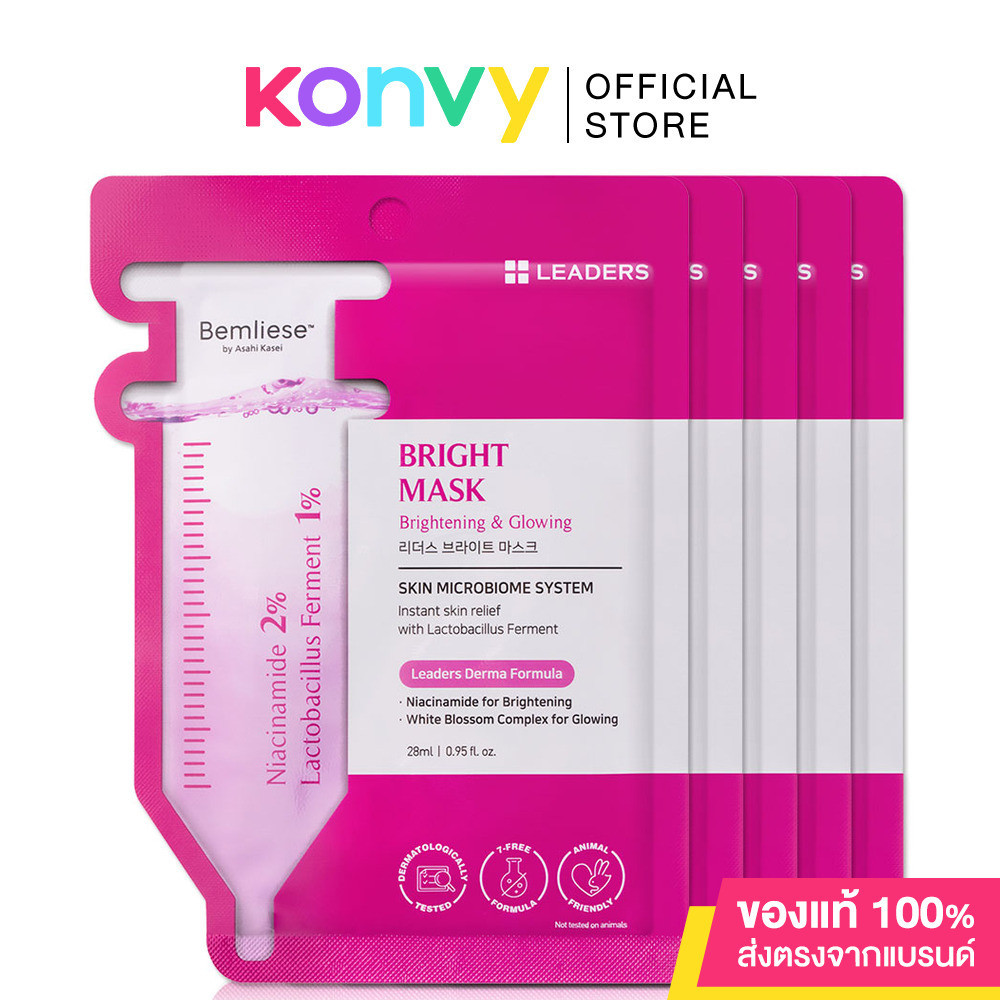 Konvy
OFFICIAL
STORE
LEADERS
S
S
S
S
Bemliese™
by Asahi Kasei
Niacinamide 2%
Lactobacillus Ferment 1%
BRIGHT
MASK
Brightening & Glowing
리더스 브라이트 마스크
SKIN MICROBIOME SYSTEM
Instant skin relief
with Lactobacillus Ferment
Leaders Derma Formula
· Niacinamide for Brightening
· White Blossom Complex for Glowing
28ml | 0.95 fl. oz.
DERMATOLOGICALLY
TESTED
7-FREE
FORMULA
ANIMAL
FRIENDLY
Not tested on animals
ของแท้ 100%
ส่งตรงจากแบรนด์